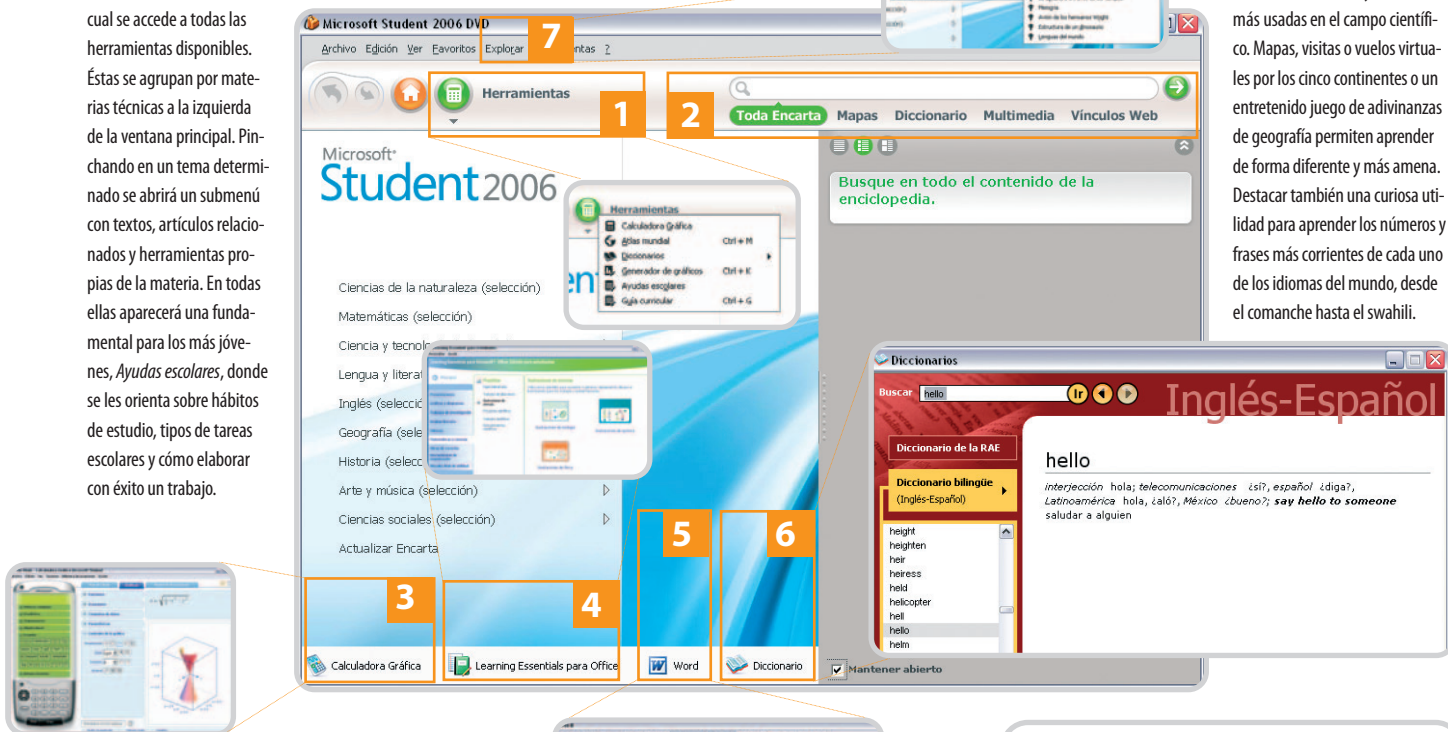 cual se accede a todas las
herramientas disponibles.
Éstas se agrupan por mate-
rias técnicas a la izquierda
de la ventana principal. Pin-
chando en un tema determi-
nado se abrirá un submenú
con textos, artículos relacio-
nados y herramientas pro-
pias de la materia. En todas
ellas aparecerá una funda-
mental para los más jóve-
nes, Ayudas escolares, donde
se les orienta sobre hábitos
de estudio, tipos de tareas
escolares y cómo elaborar
con éxito un trabajo.
Microsoft Student 2006 DVD
Archivo Edición Ver Favoritos Explorar entas ?
7
Herramientas
1
2
Toda Encarta Mapas Diccionario Multimedia Vínculos Web
Microsoft
Student 2006
Busque en todo el contenido de la
enciclopedia.
Herramientas
Calculadora Gráfica
Atlas mundial Ctrl + M
Diccionarios
Generador de gráficos Ctrl + K
Ayudas escolares
Guía curricular Ctrl + G
Ciencias de la naturaleza (selección)
Matemáticas (selección)
Ciencia y tecnolo
Lengua y literat
Inglés (selecció
Geografía (sele
Historia (selecc
Arte y música (selección)
Ciencias sociales (selección)
Actualizar Encarta
3
4
5
6
Calculadora Gráfica
Learning Essentials para Office
Word
Diccionario
Mantener abierto
más usadas en el campo científi-
co. Mapas, visitas o vuelos virtua-
les por los cinco continentes o un
entretenido juego de adivinanzas
de geografía permiten aprender
de forma diferente y más amena.
Destacar también una curiosa uti-
lidad para aprender los números y
frases más corrientes de cada uno
de los idiomas del mundo, desde
el comanche hasta el swahili.
Diccionarios
Buscar hello Ir
Inglés-Español
Diccionario de la RAE
Diccionario bilingüe
(Inglés-Español)
height
heighten
heir
heiress
held
helicopter
hell
hello
helm
hello
interjección hola; telecomunicaciones ¿sí?, español ¿diga?,
Latinoamérica hola, ¿aló?, México ¿bueno?; say hello to someone
saludar a alguien